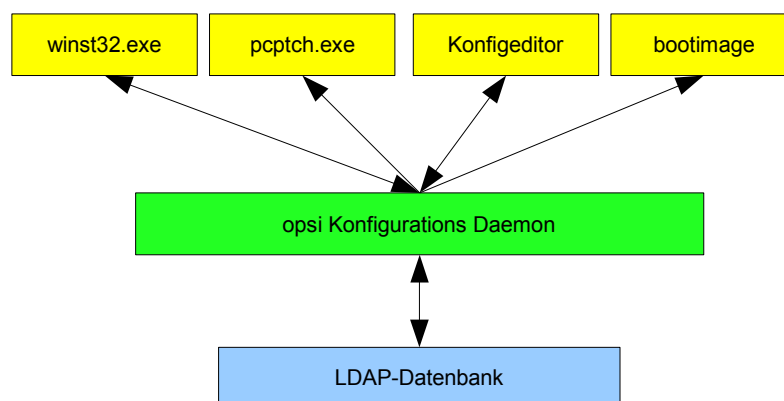 winst32.exe
pcptch.exe
Konfigeditor
bootimage
opsi Konfigurations Daemon
LDAP-Datenbank